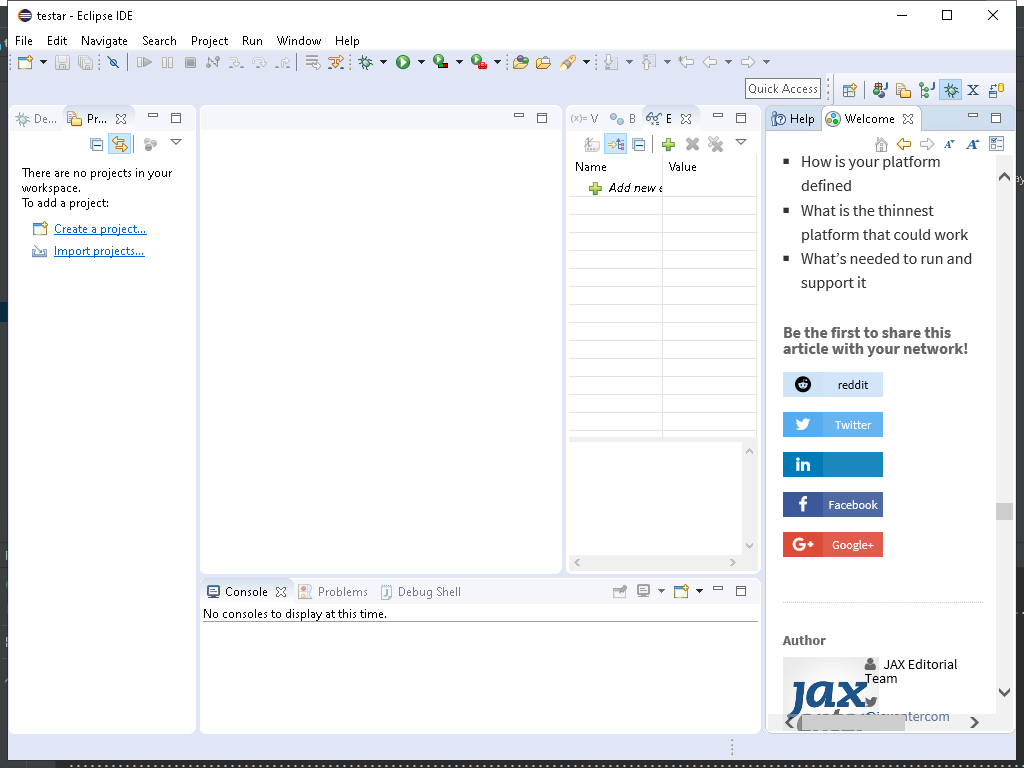 testar - Eclipse IDE
File Edit Navigate Search Project Run Window Help
Quick Access
De...
Pr...
There are no projects in your
workspace.
To add a project:
Create a project...
Import projects...
(x)= V
B
E
Name Value
Add new e
Console
Problems
Debug Shell
No consoles to display at this time.
Help
Welcome
How is your platform
defined
What is the thinnest
platform that could work
What's needed to run and
support it
Be the first to share this
article with your network!
reddit
Twitter
in
Facebook
G+ Google+
Author
JAX Editorial
Team
jax